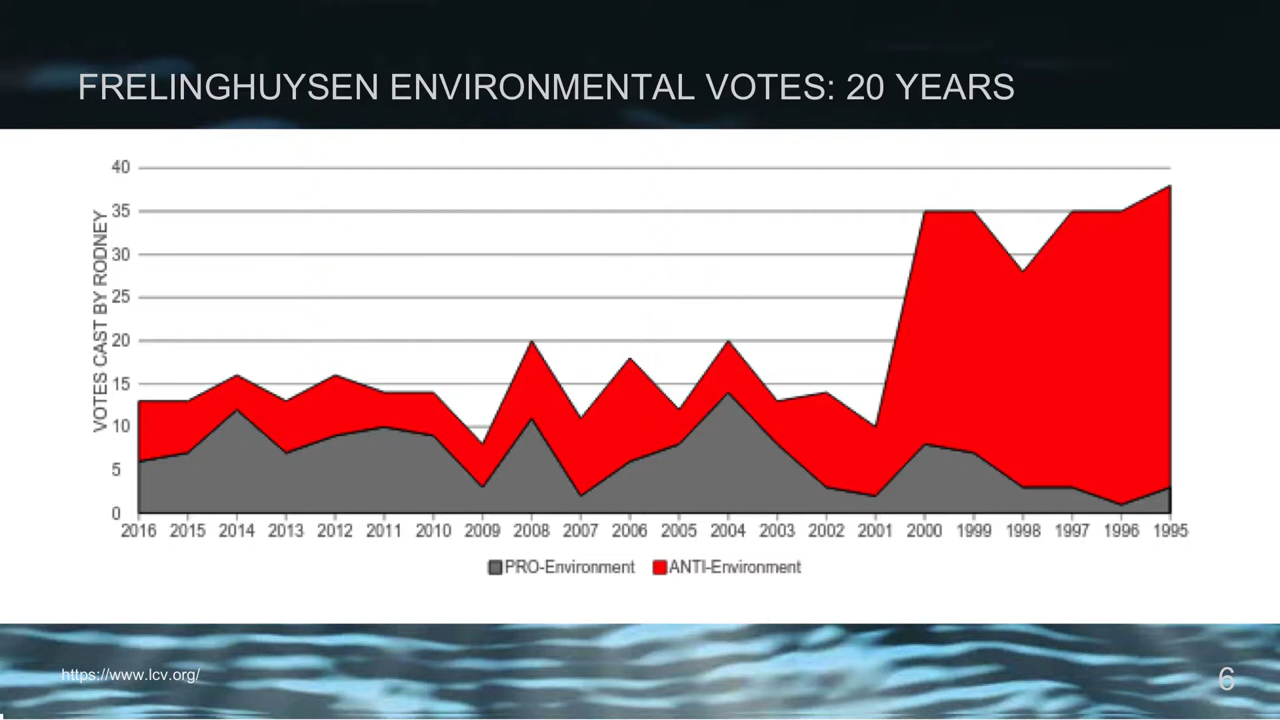 FRELINGHUYSEN ENVIRONMENTAL VOTES: 20 YEARS
VOTES CAST BY RODNEY
40
35
30
25
20
15
10
5
0
2016 2015 2014 2013 2012 2011 2010 2009 2008 2007 2006 2005 2004 2003 2002 2001 2000 1999 1998 1997 1996 1995
PRO-Environment ANTI-Environment
https://www.lcv.org/
6